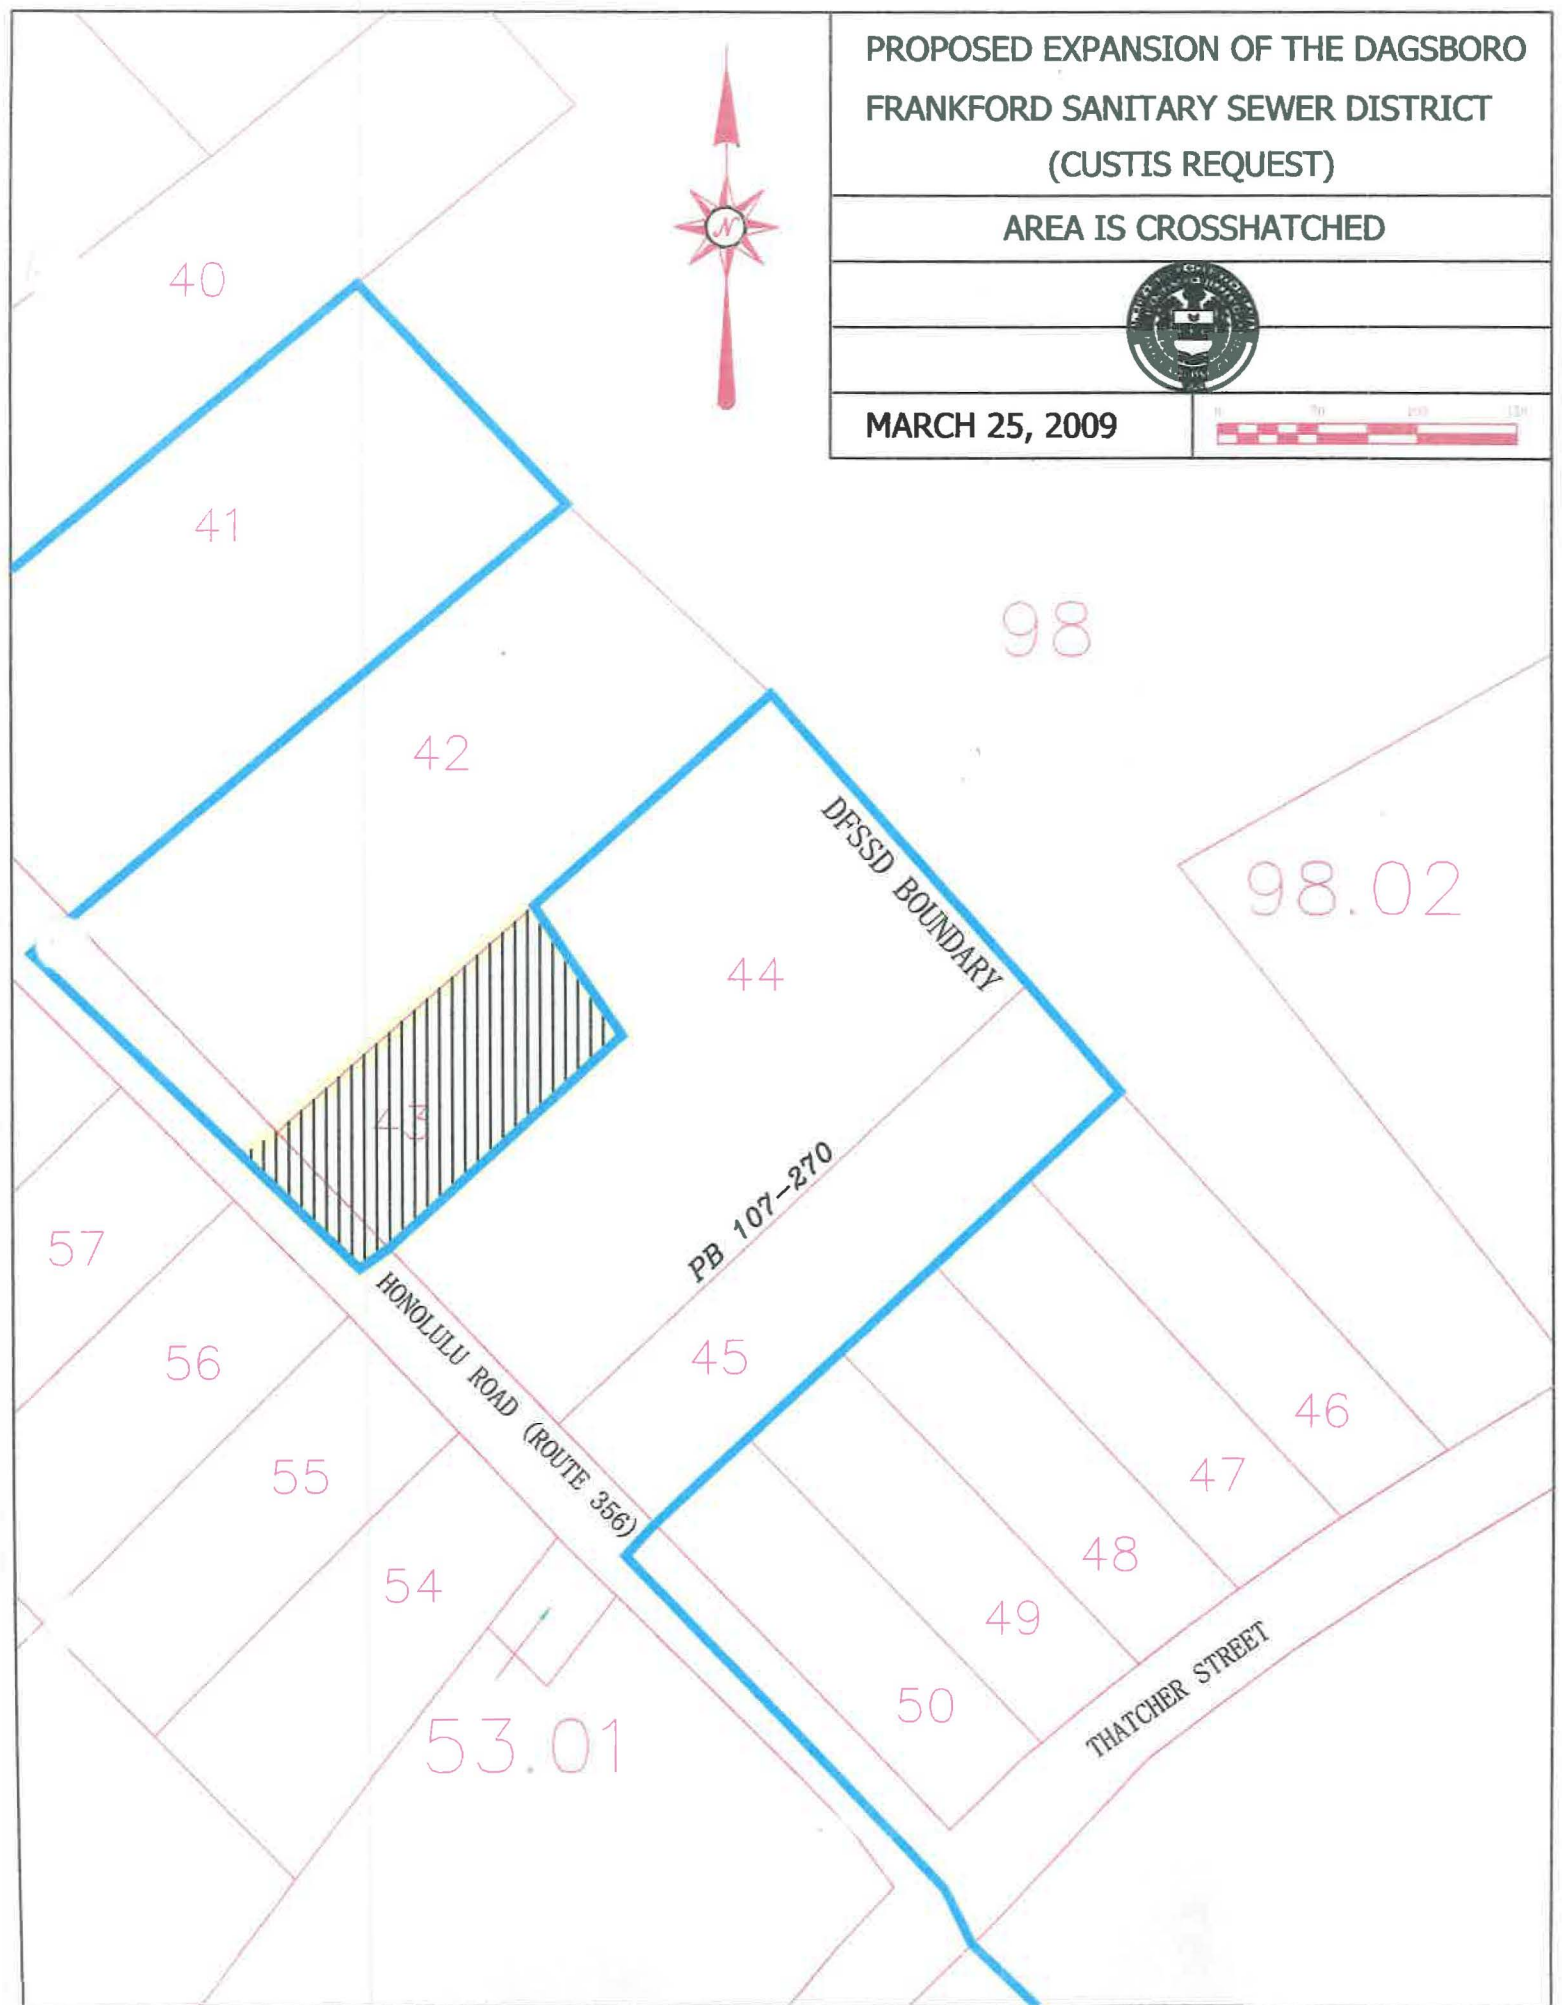 PROPOSED EXPANSION OF THE DAGSBORO
FRANKFORD SANITARY SEWER DISTRICT
(CUSTIS REQUEST)
AREA IS CROSSHATCHED
MARCH 25, 2009
N
40
41
98
42
98.02
DFSSD BOUNDARY
44
43
PB 107-270
57
HONOLULU ROAD (ROUTE 356)
56
45
46
55
47
48
54
49
THATCHER STREET
50
53.01